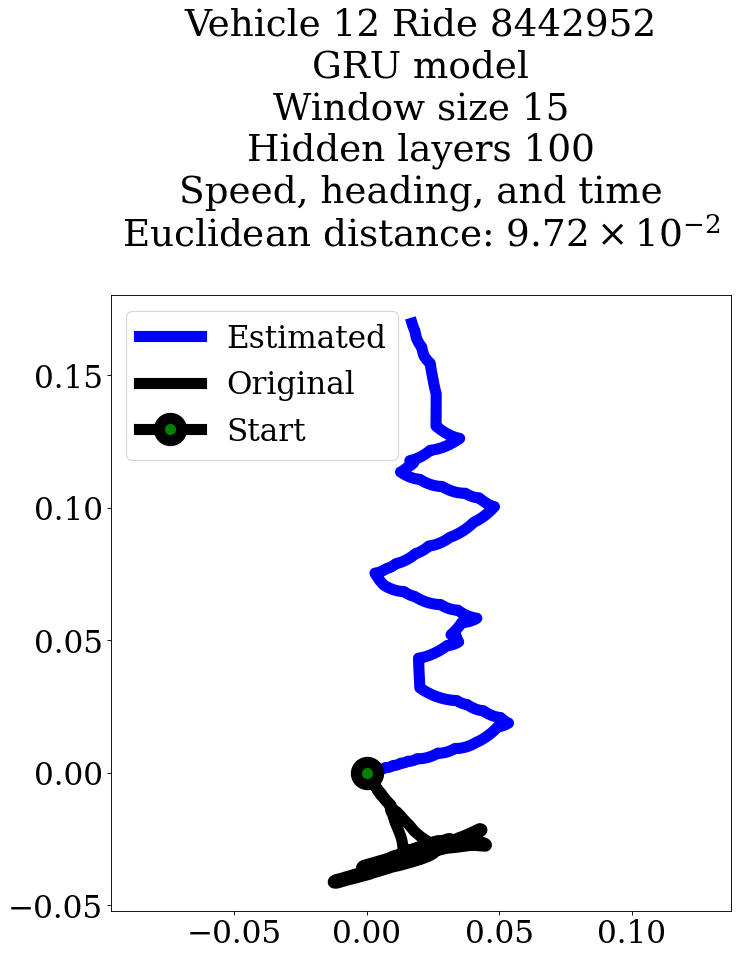 Vehicle 12 Ride 8442952
GRU model
Window size 15
Hidden layers 100
Speed, heading, and time
Euclidean distance: 9.72 × 10⁻²
Estimated
Original
Start
0.15
0.10
0.05
0.00
−0.05
−0.05
0.00
0.05
0.10